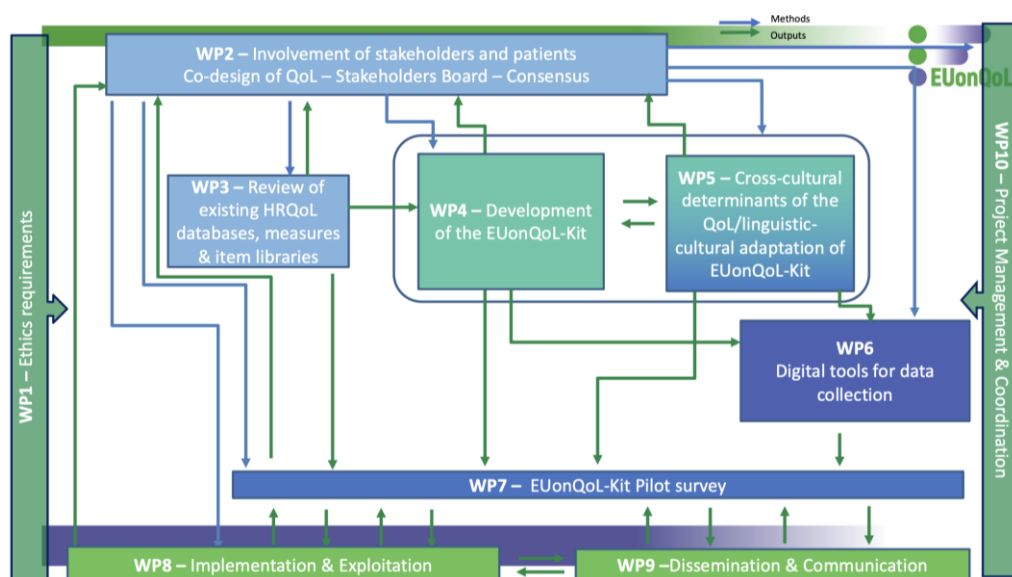 Methods
Outputs
WP2 – Involvement of stakeholders and patients
Co-design of QoL – Stakeholders Board – Consensus
EUonQoL
WP1 – Ethics requirements
WP10 – Project Management & Coordination
WP3 – Review of
existing HRQoL
databases, measures
& item libraries
WP4 – Development
of the EUonQoL-Kit
WP5 – Cross-cultural
determinants of the
QoL/linguistic-
cultural adaptation of
EUonQoL-Kit
WP6
Digital tools for data
collection
WP7 – EUonQoL-Kit Pilot survey
WP8 – Implementation & Exploitation
WP9 –Dissemination & Communication